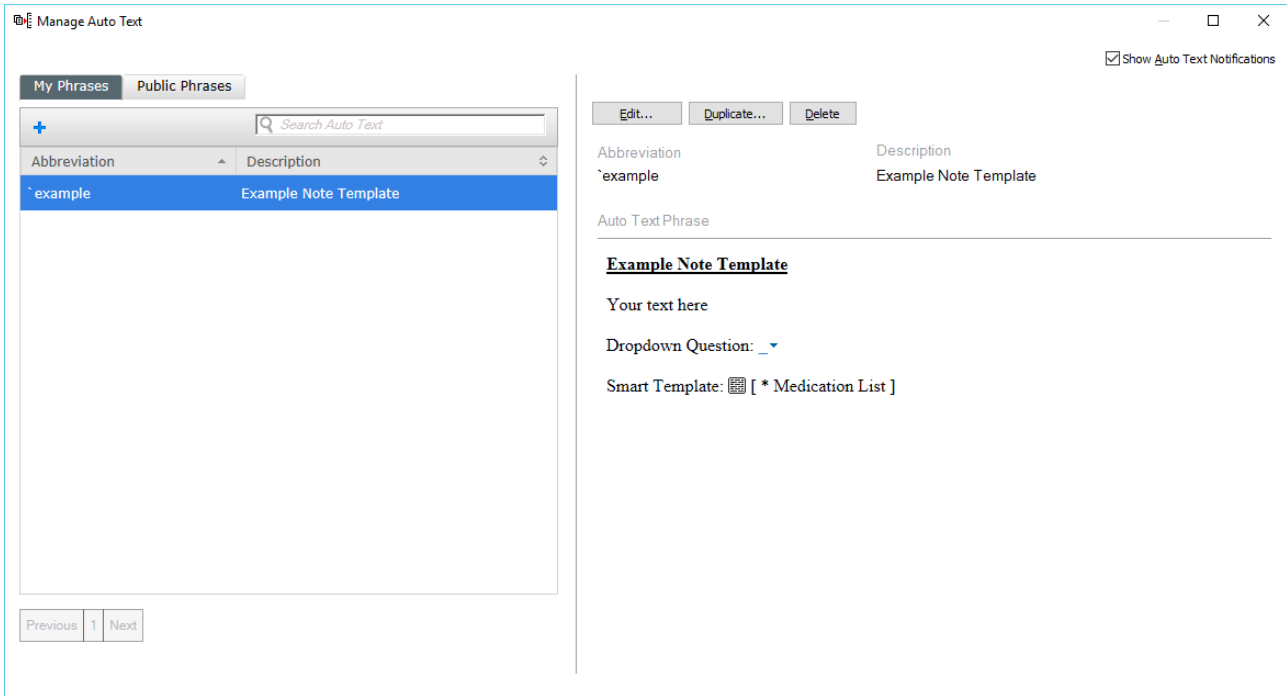 Manage Auto Text
Show Auto Text Notifications
My Phrases Public Phrases
Search Auto Text
Abbreviation Description
`example Example Note Template
Previous 1 Next
Edit... Duplicate... Delete
Abbreviation Description
`example Example Note Template
Auto Text Phrase
Example Note Template
Your text here
Dropdown Question: _
Smart Template: [ * Medication List ]